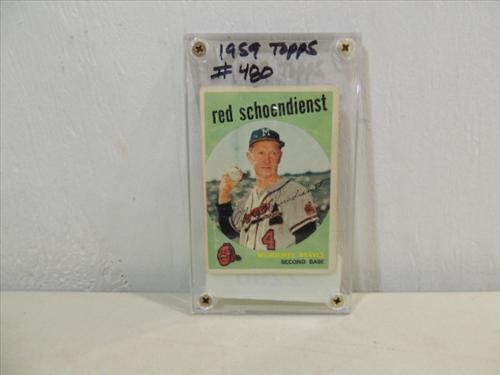 1959 TOPPS
# 480
red schoendienst
M
4
MILWAUKEE BRAVES
SECOND BASE